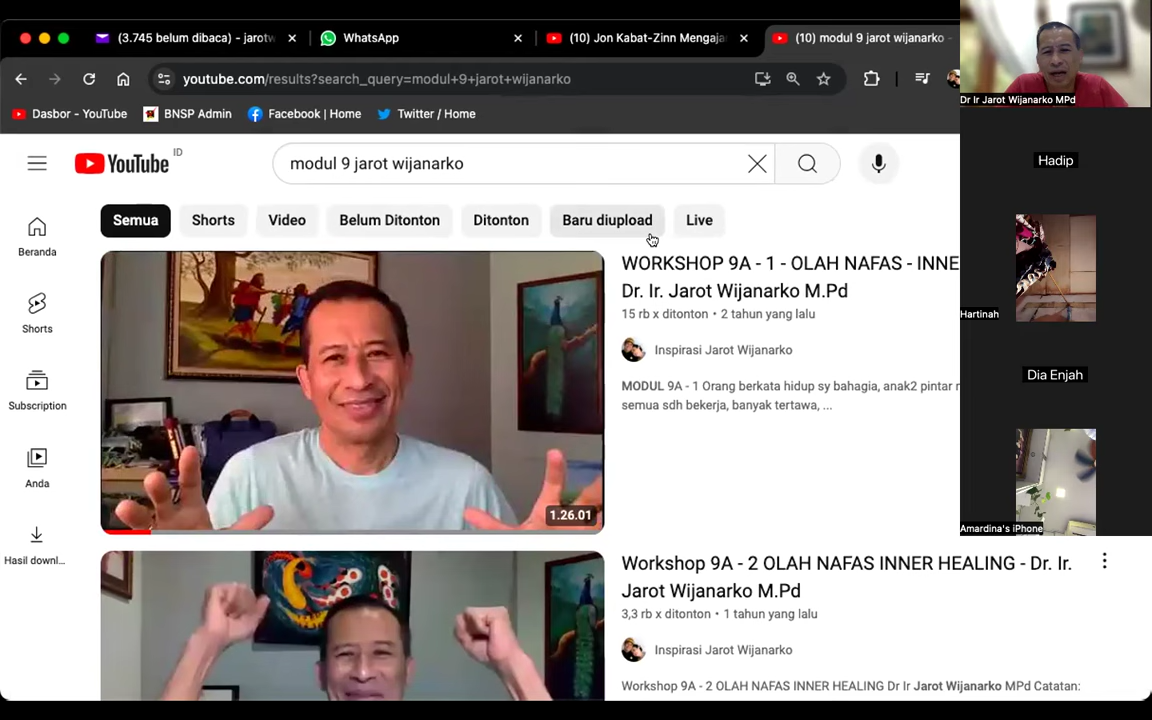 (3.745 belum dibaca) - jarotw
WhatsApp
(10) Jon Kabat-Zinn Mengaja
(10) modul 9 jarot wijanarko -
youtube.com/results?search_query=modul+9+jarot+wijanarko
Dasbor - YouTube
BNSP Admin
Facebook | Home
Twitter / Home
YouTube ID
modul 9 jarot wijanarko
Semua
Shorts
Video
Belum Ditonton
Ditonton
Baru diupload
Live
Beranda
Shorts
Subscription
Anda
Hasil downl...
WORKSHOP 9A - 1 - OLAH NAFAS - INNE
Dr. Ir. Jarot Wijanarko M.Pd
15 rb x ditonton • 2 tahun yang lalu
Inspirasi Jarot Wijanarko
MODUL 9A - 1 Orang berkata hidup sy bahagia, anak2 pintar
semua sdh bekerja, banyak tertawa, ...
1.26.01
Workshop 9A - 2 OLAH NAFAS INNER HEALING - Dr. Ir.
Jarot Wijanarko M.Pd
3,3 rb x ditonton • 1 tahun yang lalu
Inspirasi Jarot Wijanarko
Workshop 9A - 2 OLAH NAFAS INNER HEALING Dr Ir Jarot Wijanarko MPd Catatan:
Dr Ir Jarot Wijanarko MPd
Hadip
Hartinah
Dia Enjah
Amardina's iPhone